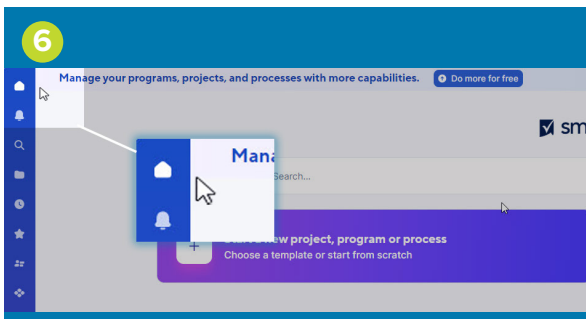 6
Manage your programs, projects, and processes with more capabilities.
Do more for free
sm
Mana
Search...
new project, program or process
Choose a template or start from scratch